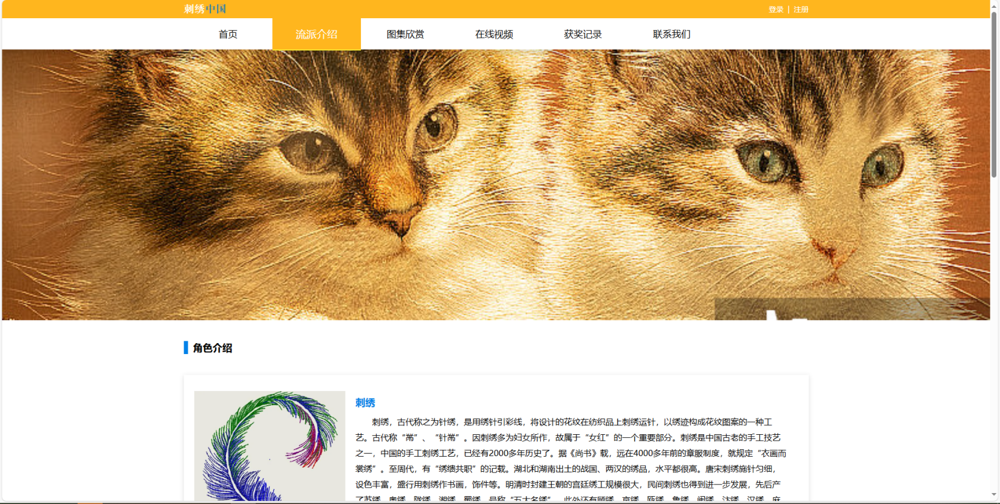 刺绣中国
登录 | 注册
首页 流派介绍 图集欣赏 在线视频 获奖记录 联系我们
角色介绍
刺绣
刺绣，古代称之为针绣，是用绣针引彩线，将设计的花纹在纺织品上刺绣运针，以绣迹构成花纹图案的一种工
艺。古代称“黹”、“针黹”。因刺绣多为妇女所作，故属于“女红”的一个重要部分。刺绣是中国古老的手工技艺
之一，中国的手工刺绣工艺，已经有2000多年历史了。据《尚书》载，远在4000多年前的章服制度，就规定“衣画而
裳绣”。至周代，有“绣缋共职”的记载。湖北和湖南出土的战国、两汉的绣品，水平都很高。唐宋刺绣施针匀细，
设色丰富，盛行用刺绣作书画，饰件等。明清时封建王朝的宫廷绣工规模很大，民间刺绣也得到进一步发展，先后产
了苏绣、粤绣、陇绣、湘绣、蜀绣，号称“五大名绣”。此外还有顾绣、京绣、瓯绣、鲁绣、闽绣、汴绣、汉绣、麻